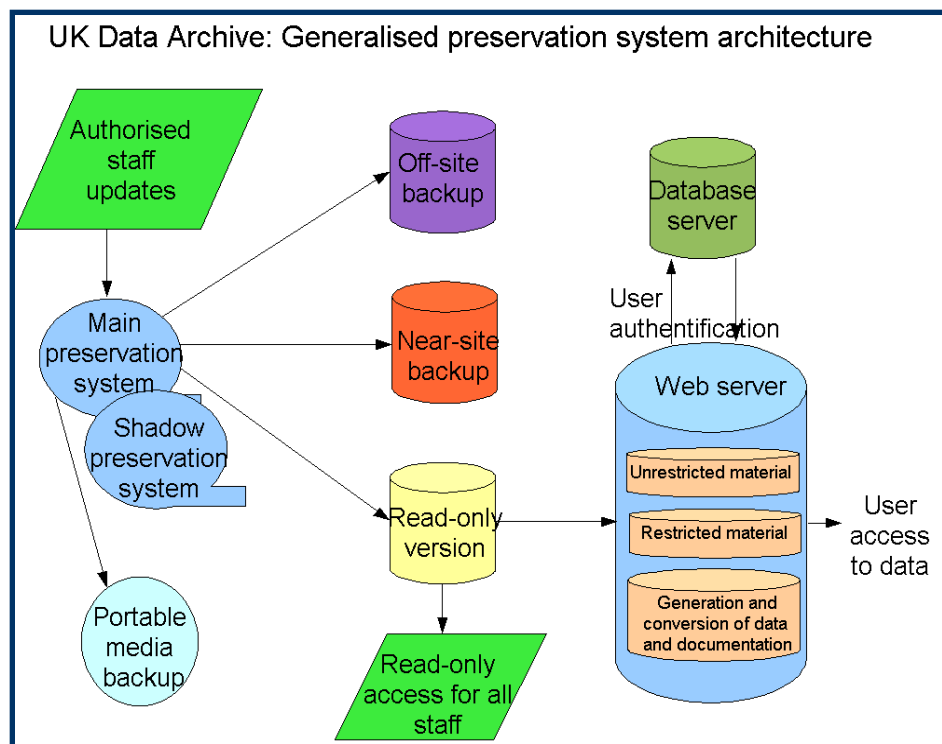 UK Data Archive: Generalised preservation system architecture
Authorised
staff
updates
Off-site
backup
Database
server
Main
preservation
system
Near-site
backup
User
authentification
Web server
Shadow
preservation
system
Unrestricted material
Read-only
version
Restricted material
User
access
to data
Generation and
conversion of data
and documentation
Portable
media
backup
Read-only
access for all
staff